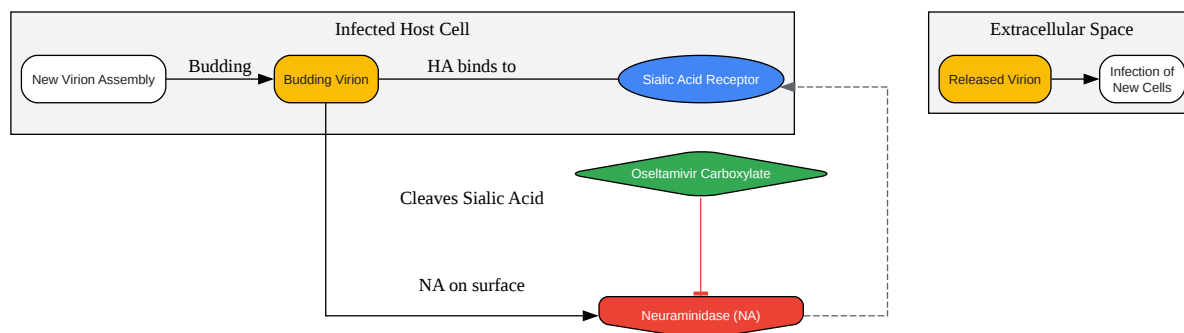 Infected Host Cell
Extracellular Space
New Virion Assembly
Budding
Budding Virion
HA binds to
Sialic Acid Receptor
Released Virion
Infection of
New Cells
Oseltamivir Carboxylate
Cleaves Sialic Acid
NA on surface
Neuraminidase (NA)